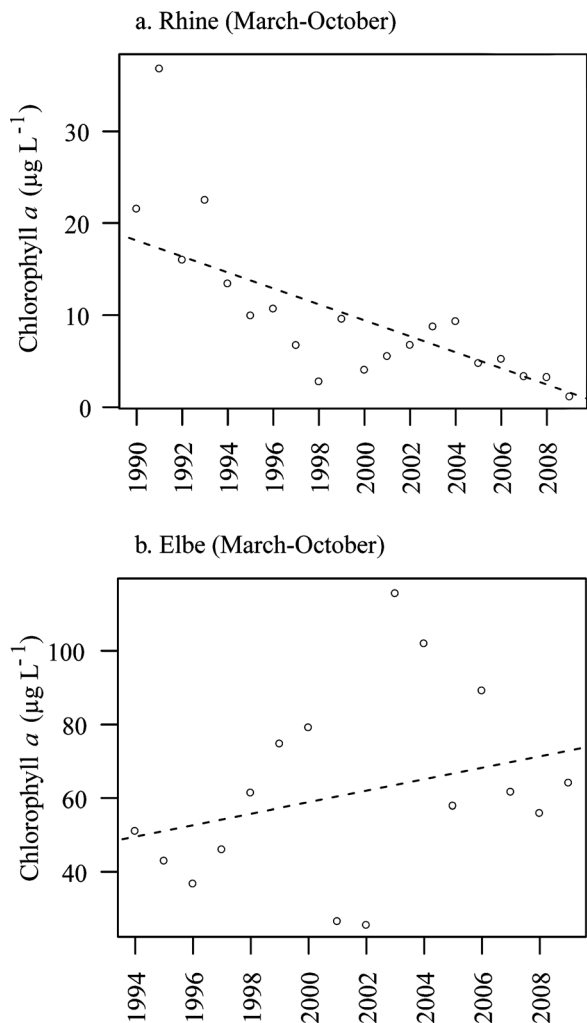 a. Rhine (March-October)
Chlorophyll a (µg L⁻¹)
30
20
10
0
1990 1992 1994 1996 1998 2000 2002 2004 2006 2008
b. Elbe (March-October)
Chlorophyll a (µg L⁻¹)
100
80
60
40
1994 1996 1998 2000 2002 2004 2006 2008